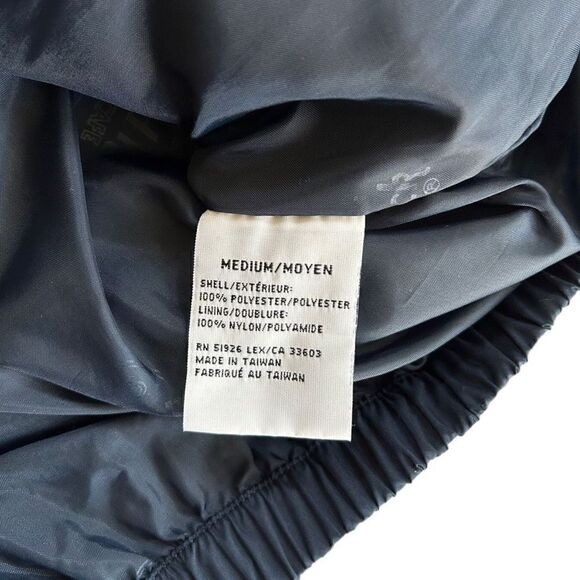 MEDIUM/MOYEN
SHELL/EXTÉRIEUR:
100% POLYESTER/POLYESTER
LINING/DOUBLURE:
100% NYLON/POLYAMIDE
RN 51926 LEX/CA 33603
MADE IN TAIWAN
FABRIQUÉ AU TAIWAN
®